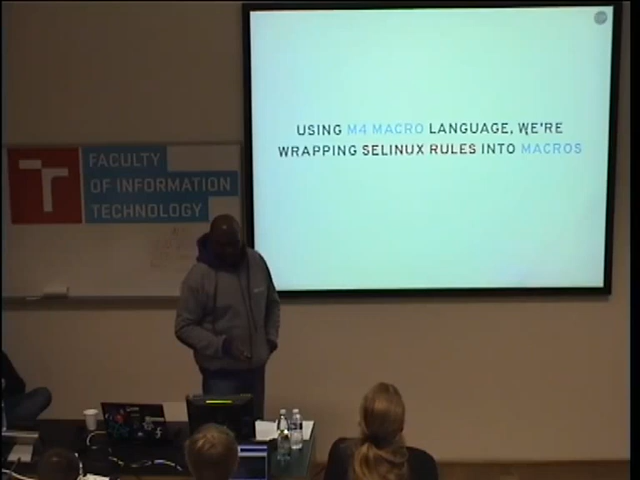 USING M4 MACRO LANGUAGE, WE'RE
WRAPPING SELINUX RULES INTO MACROS
FACULTY
OF INFORMATION
TECHNOLOGY